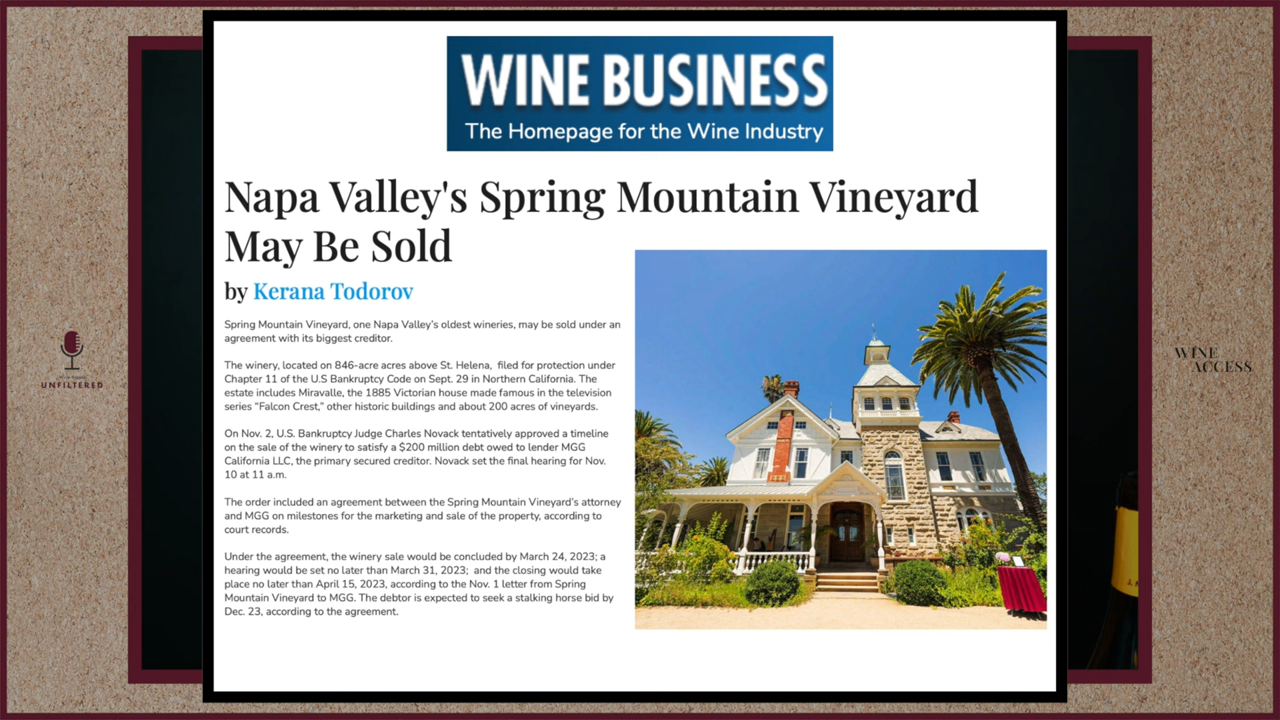 WINE BUSINESS
The Homepage for the Wine Industry
Napa Valley's Spring Mountain Vineyard
May Be Sold
by Kerana Todorov
Spring Mountain Vineyard, one Napa Valley's oldest wineries, may be sold under an
agreement with its biggest creditor.
The winery, located on 846-acre acres above St. Helena, filed for protection under
Chapter 11 of the U.S Bankruptcy Code on Sept. 29 in Northern California. The
estate includes Miravalle, the 1885 Victorian house made famous in the television
series "Falcon Crest," other historic buildings and about 200 acres of vineyards.
On Nov. 2, U.S. Bankruptcy Judge Charles Novack tentatively approved a timeline
on the sale of the winery to satisfy a $200 million debt owed to lender MGG
California LLC, the primary secured creditor. Novack set the final hearing for Nov.
10 at 11 a.m.
The order included an agreement between the Spring Mountain Vineyard's attorney
and MGG on milestones for the marketing and sale of the property, according to
court records.
Under the agreement, the winery sale would be concluded by March 24, 2023; a
hearing would be set no later than March 31, 2023; and the closing would take
place no later than April 15, 2023, according to the Nov. 1 letter from Spring
Mountain Vineyard to MGG. The debtor is expected to seek a stalking horse bid by
Dec. 23, according to the agreement.
UNFILTERED
WINE
ACCESS